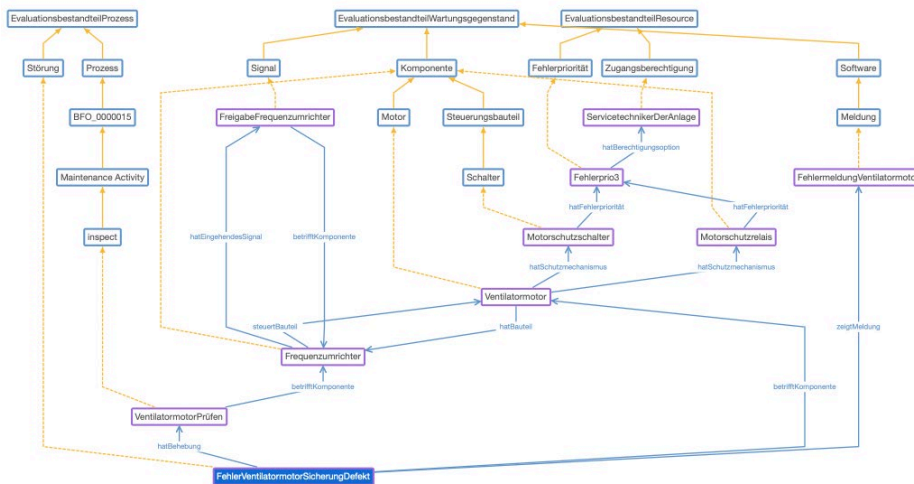 EvaluationsbestandteilProzess
EvaluationsbestandteilWartungsgegenstand
EvaluationsbestandteilResource
Störung
Prozess
Signal
Komponente
Fehlerpriorität
Zugangsberechtigung
Software
BFO_0000015
FreigabeFrequenzumrichter
Motor
Steuerungsbauteil
ServicetechnikerDerAnlage
Meldung
hatBerechtigungsoption
Maintenance Activity
Schalter
Fehlerprio3
FehlermeldungVentilatormotor
hatFehlerpriorität
hatFehlerpriorität
inspect
hatEingehendesSignal
betrifftKomponente
Motorschutzschalter
Motorschutzrelais
hatSchutzmechanismus
hatSchutzmechanismus
Ventilatormotor
steuertBauteil
hatBauteil
zeigtMeldung
Frequenzumrichter
betrifftKomponente
betrifftKomponente
VentilatormotorPrüfen
hatBehebung
FehlerVentilatormotorSicherungDefekt